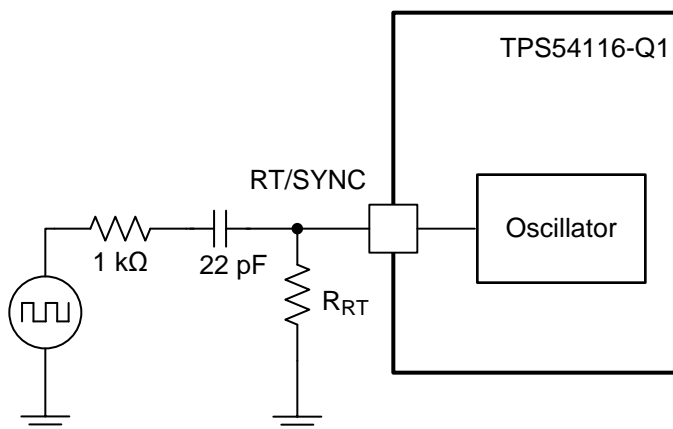 TPS54116-Q1
RT/SYNC
Oscillator
1 kΩ
22 pF
RRT